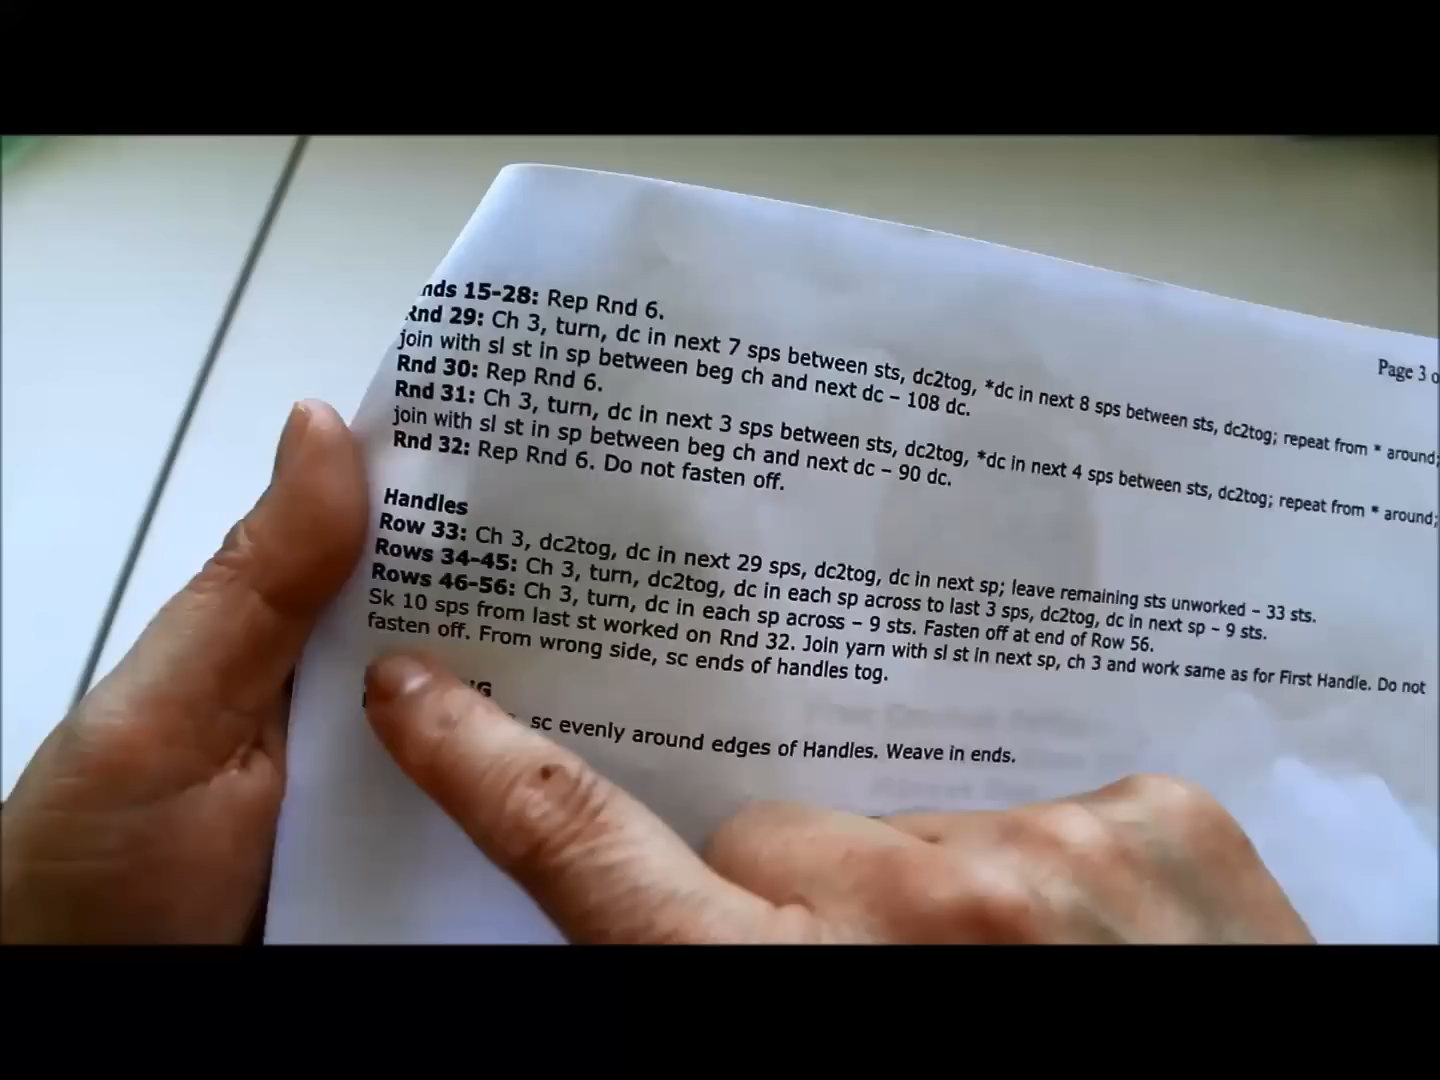 15-28: Rep Rnd 6.
Rnd 29: Ch 3, turn, dc in next 7 sps between sts, dc2tog, *dc in next 8 sps between sts, dc2tog; repeat from * around;
join with sl st in sp between beg ch and next dc – 108 dc.
Page 3
Rnd 30: Rep Rnd 6.
Rnd 31: Ch 3, turn, dc in next 3 sps between sts, dc2tog, *dc in next 4 sps between sts, dc2tog; repeat from * around;
join with sl st in sp between beg ch and next dc – 90 dc.
Rnd 32: Rep Rnd 6. Do not fasten off.
Handles
Row 33: Ch 3, dc2tog, dc in next 29 sps, dc2tog, dc in next sp; leave remaining sts unworked – 33 sts.
Rows 34-45: Ch 3, turn, dc2tog, dc in each sp across to last 3 sps, dc2tog, dc in next sp – 9 sts.
Rows 46-56: Ch 3, turn, dc in each sp across – 9 sts. Fasten off at end of Row 56.
Sk 10 sps from last st worked on Rnd 32. Join yarn with sl st in next sp, ch 3 and work same as for First Handle. Do not
fasten off. From wrong side, sc ends of handles tog.
sc evenly around edges of Handles. Weave in ends.